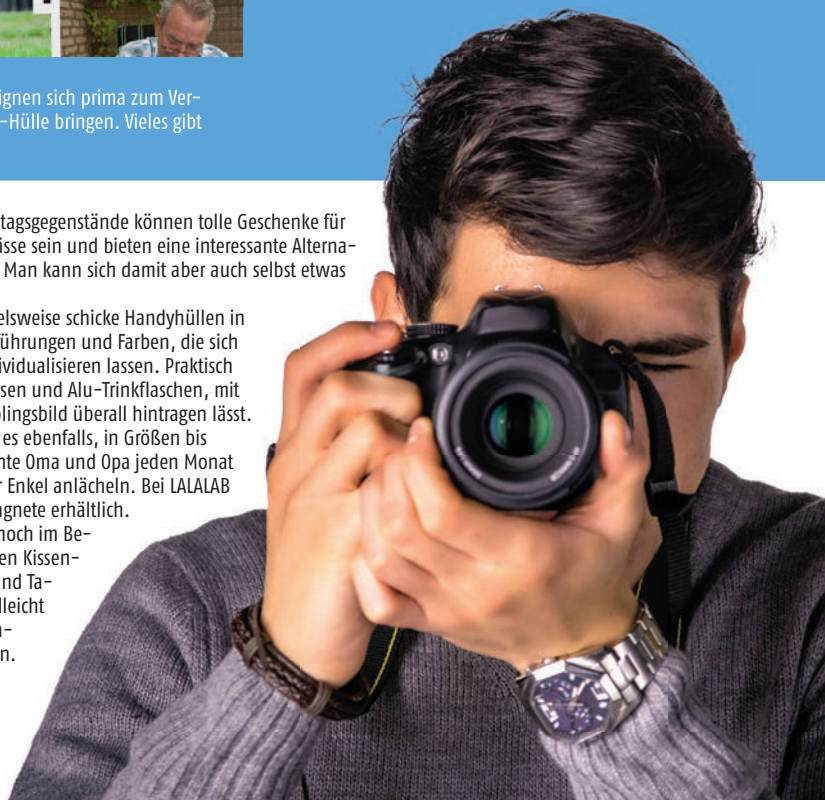 ignen sich prima zum Ver-
-Hülle bringen. Vieles gibt
tagsgegenstände können tolle Geschenke für
sse sein und bieten eine interessante Alterna-
Man kann sich damit aber auch selbst etwas
elsweise schicke Handyhüllen in
führungen und Farben, die sich
ividualisieren lassen. Praktisch
sen und Alu-Trinkflaschen, mit
lingsbild überall hintragen lässt.
es ebenfalls, in Größen bis
nte Oma und Opa jeden Monat
r Enkel anlächeln. Bei LALALAB
gnete erhältlich.
noch im Be-
en Kissen-
nd Ta-
lleicht
-
n.